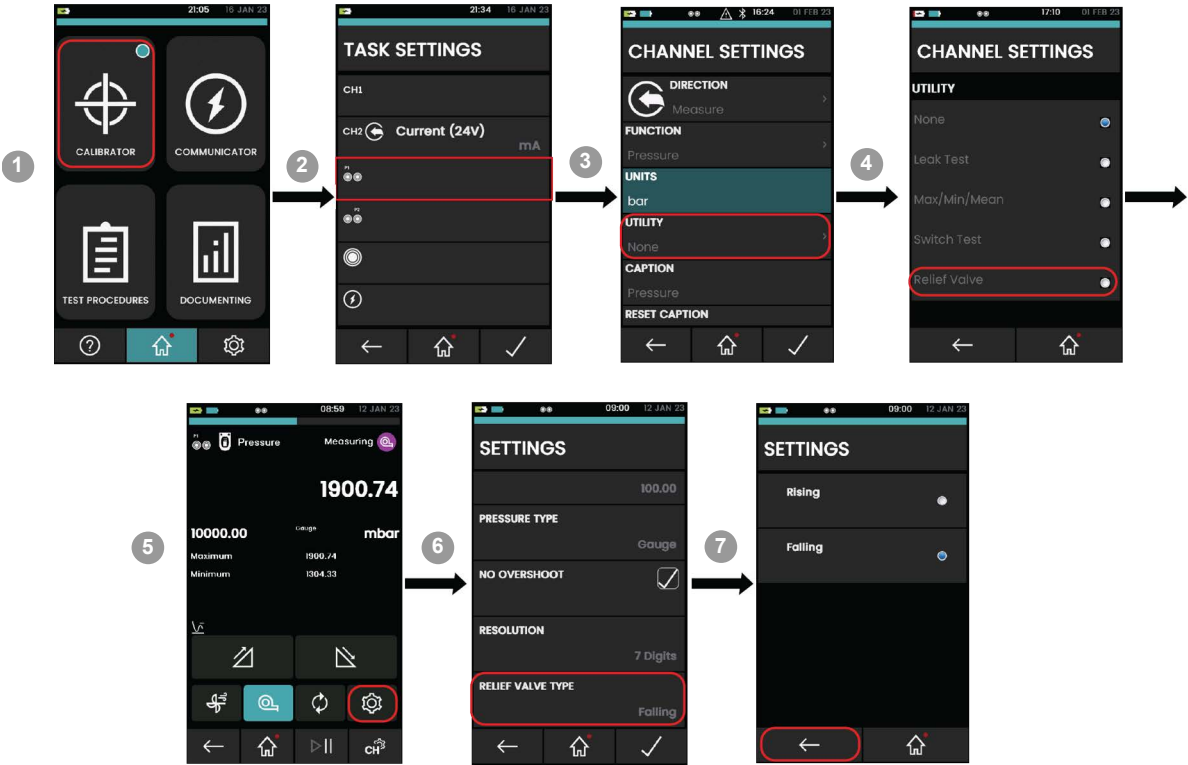 21:05 16 JAN 23
CALIBRATOR
COMMUNICATOR
TEST PROCEDURES
DOCUMENTING
1
2
21:34 16 JAN 23
TASK SETTINGS
CH1
CH2 Current (24V)
mA
P1
P2
3
16:24 01 FEB 23
CHANNEL SETTINGS
DIRECTION
Measure
FUNCTION
Pressure
UNITS
bar
UTILITY
None
CAPTION
Pressure
RESET CAPTION
4
17:10 01 FEB 23
CHANNEL SETTINGS
UTILITY
None
Leak Test
Max/Min/Mean
Switch Test
Relief Valve
5
08:59 12 JAN 23
P1 Pressure Measuring
1900.74
10000.00 Gauge mbar
Maximum 1900.74
Minimum 1304.33
CH
6
09:00 12 JAN 23
SETTINGS
100.00
PRESSURE TYPE
Gauge
NO OVERSHOOT
RESOLUTION
7 Digits
RELIEF VALVE TYPE
Falling
7
09:00 12 JAN 23
SETTINGS
Rising
Falling